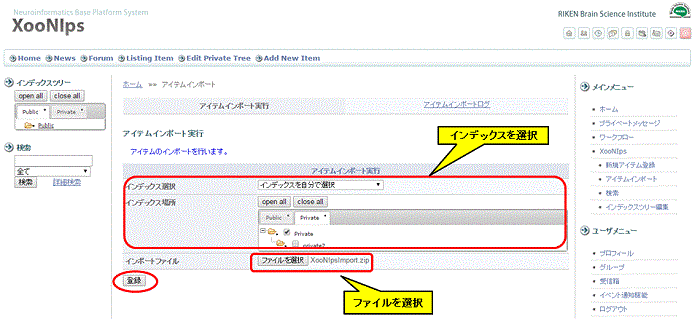 Neuroinformatics Base Platform System
XooNIps
RIKEN Brain Science Institute
Home News Forum Listing Item Edit Private Tree Add New Item
インデックスツリー
open all close all
Public Private
Public
検索
全て
検索 詳細検索
ホーム »» アイテムインポート
アイテムインポート実行 アイテムインポートログ
アイテムインポート実行
アイテムのインポートを行います。
アイテムインポート実行
インデックス選択 インデックスを自分で選択
インデックス場所 open all close all
Public Private
Private
private2
インポートファイル ファイルを選択 XooNIpsImport.zip
登録
インデックスを選択
ファイルを選択
メインメニュー
ホーム
プライベートメッセージ
ワークフロー
XooNIps
新規アイテム登録
アイテムインポート
検索
インデックスツリー編集
ユーザメニュー
プロフィール
グループ
受信箱
イベント通知機能
ログアウト